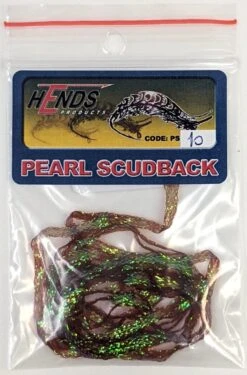 HENDS
PRODUCTS
CODE: PS 10
PEARL SCUDBACK